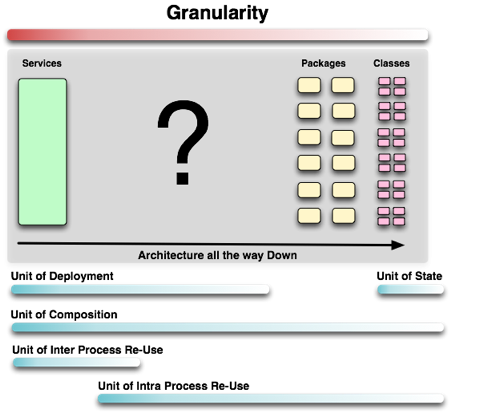 Granularity
Services
Packages
Classes
?
Architecture all the way Down
Unit of Deployment
Unit of State
Unit of Composition
Unit of Inter Process Re-Use
Unit of Intra Process Re-Use